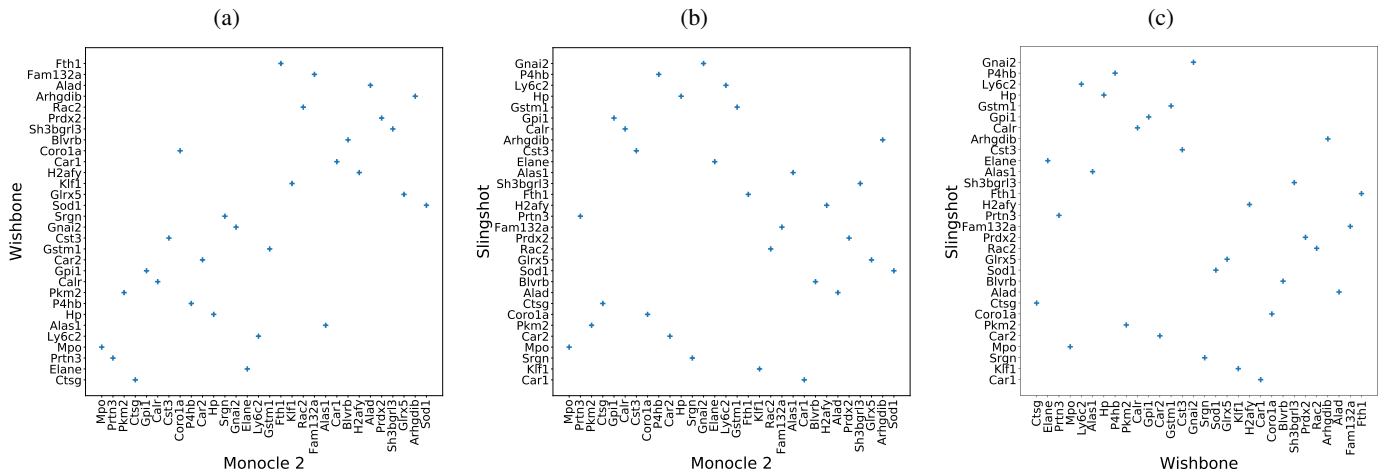 (a)
(b)
(c)
Fth1
Fam132a
Alad
Arhgdib
Rac2
Prdx2
Sh3bgrl3
Blvrb
Coro1a
Car1
H2afy
Klf1
Glrx5
Sod1
Srgn
Gnai2
Cst3
Gstm1
Car2
Gpi1
Calr
Pkm2
P4hb
Hp
Alas1
Ly6c2
Mpo
Prtn3
Elane
Ctsg
Wishbone
Mpo
Prtn3
Pkm2
Ctsg
Gpi1
Calr
Cst3
Coro1a
P4hb
Car2
Hp
Srgn
Gnai2
Elane
Ly6c2
Gstm1
Fth1
Klf1
Rac2
Fam132a
Alas1
Car1
Blvrb
H2afy
Alad
Prdx2
Sh3bgrl3
Glrx5
Arhgdib
Sod1
Monocle 2
Gnai2
P4hb
Ly6c2
Hp
Gstm1
Gpi1
Calr
Arhgdib
Cst3
Elane
Alas1
Sh3bgrl3
Fth1
H2afy
Prtn3
Fam132a
Prdx2
Rac2
Glrx5
Sod1
Blvrb
Alad
Ctsg
Coro1a
Pkm2
Car2
Mpo
Srgn
Klf1
Car1
Slingshot
Mpo
Prtn3
Pkm2
Ctsg
Gpi1
Calr
Cst3
Coro1a
P4hb
Car2
Hp
Srgn
Gnai2
Elane
Ly6c2
Gstm1
Fth1
Klf1
Rac2
Fam132a
Alas1
Car1
Blvrb
H2afy
Alad
Prdx2
Sh3bgrl3
Glrx5
Arhgdib
Sod1
Monocle 2
Gnai2
P4hb
Ly6c2
Hp
Gstm1
Gpi1
Calr
Arhgdib
Cst3
Elane
Alas1
Sh3bgrl3
Fth1
H2afy
Prtn3
Fam132a
Prdx2
Rac2
Glrx5
Sod1
Blvrb
Alad
Ctsg
Coro1a
Pkm2
Car2
Mpo
Srgn
Klf1
Car1
Slingshot
Ctsg
Elane
Prtn3
Mpo
Ly6c2
Alas1
Hp
P4hb
Pkm2
Calr
Gpi1
Car2
Gstm1
Cst3
Gnai2
Srgn
Sod1
Glrx5
Klf1
H2afy
Car1
Coro1a
Blvrb
Sh3bgrl3
Prdx2
Rac2
Arhgdib
Alad
Fam132a
Fth1
Wishbone